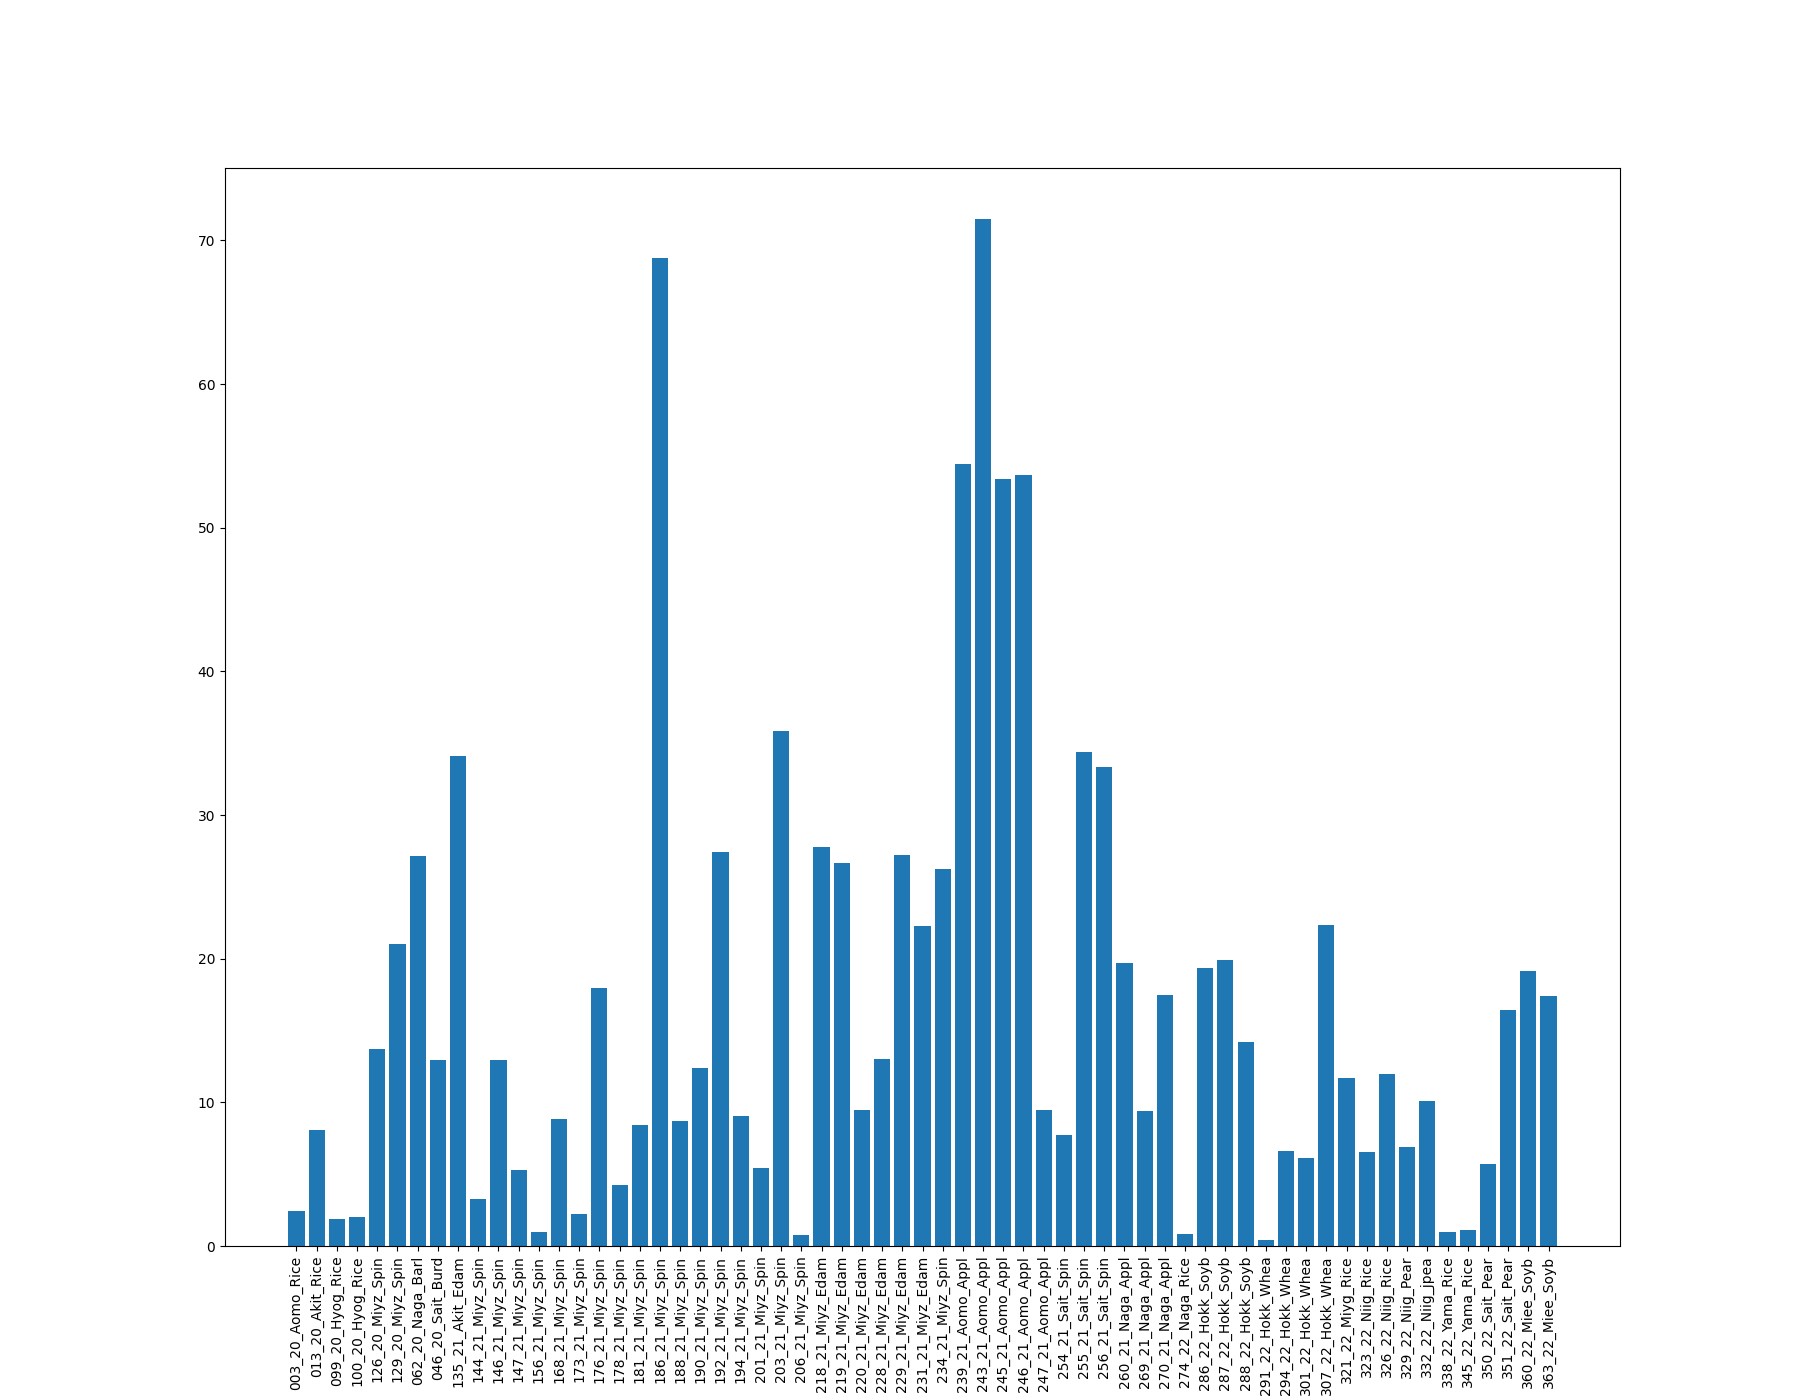 70
60
50
40
30
20
10
0
003_20_Aomo_Rice
013_20_Akit_Rice
099_20_Hyog_Rice
100_20_Hyog_Rice
126_20_Miyz_Spin
129_20_Miyz_Spin
062_20_Naga_Barl
046_20_Sait_Burd
135_21_Akit_Edam
144_21_Miyz_Spin
146_21_Miyz_Spin
147_21_Miyz_Spin
156_21_Miyz_Spin
168_21_Miyz_Spin
173_21_Miyz_Spin
176_21_Miyz_Spin
178_21_Miyz_Spin
181_21_Miyz_Spin
186_21_Miyz_Spin
188_21_Miyz_Spin
190_21_Miyz_Spin
192_21_Miyz_Spin
194_21_Miyz_Spin
201_21_Miyz_Spin
203_21_Miyz_Spin
206_21_Miyz_Spin
218_21_Miyz_Edam
219_21_Miyz_Edam
220_21_Miyz_Edam
228_21_Miyz_Edam
229_21_Miyz_Edam
231_21_Miyz_Edam
234_21_Miyz_Spin
239_21_Aomo_Appl
243_21_Aomo_Appl
245_21_Aomo_Appl
246_21_Aomo_Appl
247_21_Aomo_Appl
254_21_Sait_Spin
255_21_Sait_Spin
256_21_Sait_Spin
260_21_Naga_Appl
269_21_Naga_Appl
270_21_Naga_Appl
274_22_Naga_Rice
286_22_Hokk_Soyb
287_22_Hokk_Soyb
288_22_Hokk_Soyb
291_22_Hokk_Whea
294_22_Hokk_Whea
301_22_Hokk_Whea
307_22_Hokk_Whea
321_22_Miyg_Rice
323_22_Niig_Rice
326_22_Niig_Rice
329_22_Niig_Pear
332_22_Niig_jpea
338_22_Yama_Rice
345_22_Yama_Rice
350_22_Sait_Pear
351_22_Sait_Pear
360_22_Miee_Soyb
363_22_Miee_Soyb